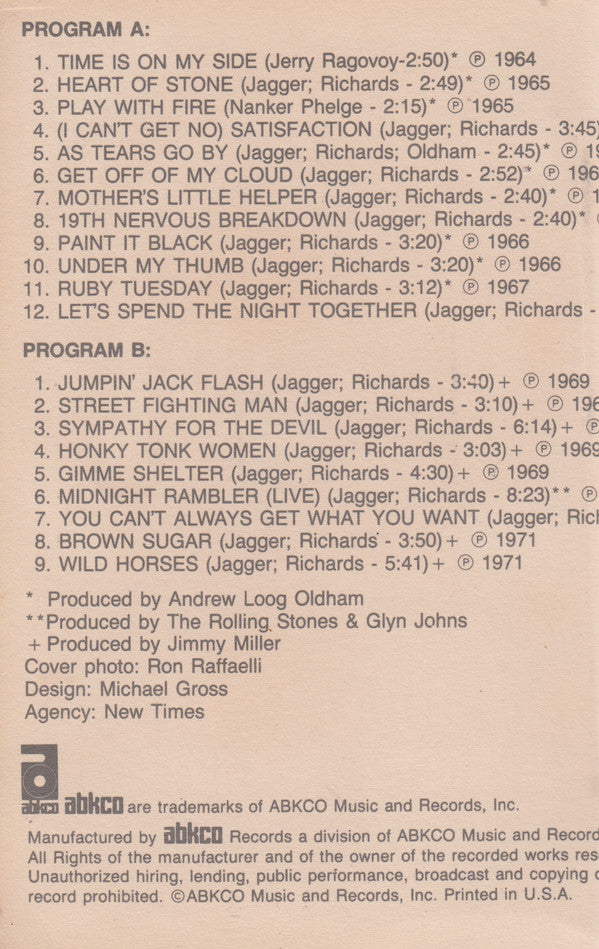 PROGRAM A:
1. TIME IS ON MY SIDE (Jerry Ragovoy-2:50)* ℗ 1964
2. HEART OF STONE (Jagger; Richards - 2:49)* ℗ 1965
3. PLAY WITH FIRE (Nanker Phelge - 2:15)* ℗ 1965
4. (I CAN'T GET NO) SATISFACTION (Jagger; Richards - 3:45)
5. AS TEARS GO BY (Jagger; Richards; Oldham - 2:45)* ℗
6. GET OFF OF MY CLOUD (Jagger; Richards - 2:52)* ℗
7. MOTHER'S LITTLE HELPER (Jagger; Richards - 2:40)* ℗
8. 19TH NERVOUS BREAKDOWN (Jagger; Richards - 2:40)*
9. PAINT IT BLACK (Jagger; Richards - 3:20)* ℗ 1966
10. UNDER MY THUMB (Jagger; Richards - 3:20)* ℗ 1966
11. RUBY TUESDAY (Jagger; Richards - 3:12)* ℗ 1967
12. LET'S SPEND THE NIGHT TOGETHER (Jagger; Richards -
PROGRAM B:
1. JUMPIN' JACK FLASH (Jagger; Richards - 3:40)+ ℗ 1969
2. STREET FIGHTING MAN (Jagger; Richards - 3:10)+ ℗
3. SYMPATHY FOR THE DEVIL (Jagger; Richards - 6:14)+ ℗
4. HONKY TONK WOMEN (Jagger; Richards - 3:03)+ ℗ 1969
5. GIMME SHELTER (Jagger; Richards - 4:30)+ ℗ 1969
6. MIDNIGHT RAMBLER (LIVE) (Jagger; Richards - 8:23)** ℗
7. YOU CAN'T ALWAYS GET WHAT YOU WANT (Jagger;
8. BROWN SUGAR (Jagger; Richards - 3:50)+ ℗ 1971
9. WILD HORSES (Jagger; Richards - 5:41)+ ℗ 1971
* Produced by Andrew Loog Oldham
**Produced by The Rolling Stones & Glyn Johns
+ Produced by Jimmy Miller
Cover photo: Ron Raffaelli
Design: Michael Gross
Agency: New Times
abkco abkco are trademarks of ABKCO Music and Records, Inc.
Manufactured by abkco Records a division of ABKCO Music and
All Rights of the manufacturer and of the owner of the recorded works
Unauthorized hiring, lending, public performance, broadcast and copying
record prohibited. ©ABKCO Music and Records, Inc. Printed in U.S.A.